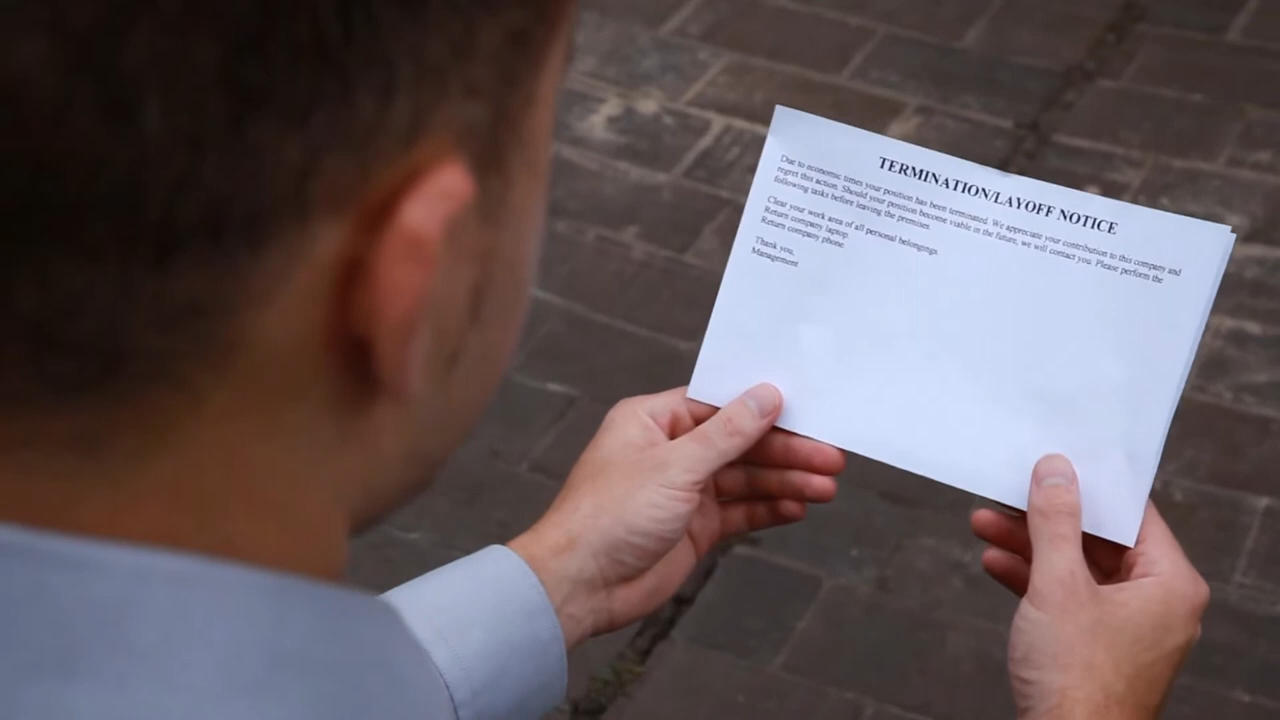 TERMINATION/LAYOFF NOTICE
Due to economic times your position has been terminated. We appreciate your contribution to this company and
regret this action. Should your position become viable in the future, we will contact you. Please perform the
following tasks before leaving the premises.
Clear your work area of all personal belongings.
Return company laptop.
Return company phone.
Thank you,
Management